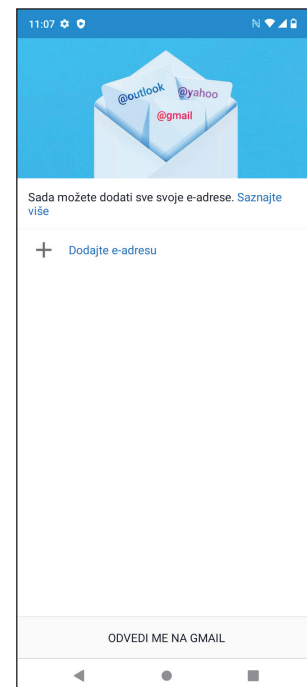 11:07
@outlook @yahoo
@gmail
Sada možete dodati sve svoje e-adrese. Saznajte
više
Dodajte e-adresu
ODVEDI ME NA GMAIL